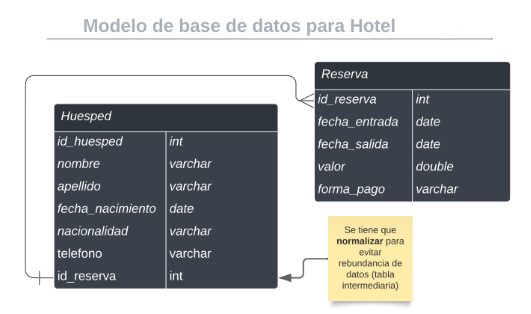 Modelo de base de datos para Hotel
Reserva
id_reserva int
fecha_entrada date
fecha_salida date
valor double
forma_pago varchar
Huesped
id_huesped int
nombre varchar
apellido varchar
fecha_nacimiento date
nacionalidad varchar
telefono varchar
id_reserva int
Se tiene que
normalizar para
evitar
rebundancia de
datos (tabla
intermediaria)